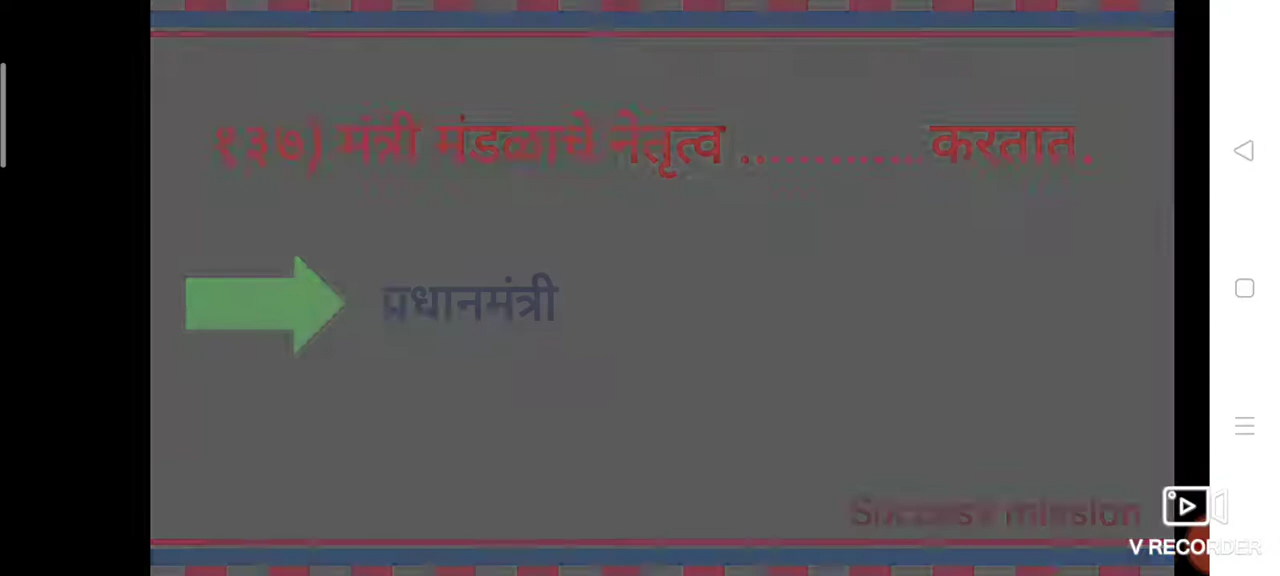 १३७) मंत्री मंडळाचे नेतृत्व ............. करतात.
प्रधानमंत्री
Success mission
V RECORDER